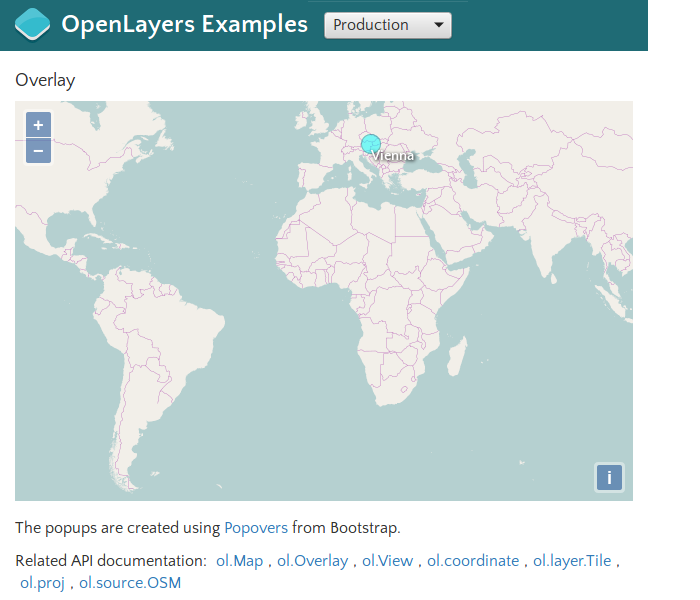 OpenLayers Examples Production
Overlay
+
−
Vienna
i
The popups are created using Popovers from Bootstrap.
Related API documentation: ol.Map , ol.Overlay , ol.View , ol.coordinate , ol.layer.Tile ,
ol.proj , ol.source.OSM